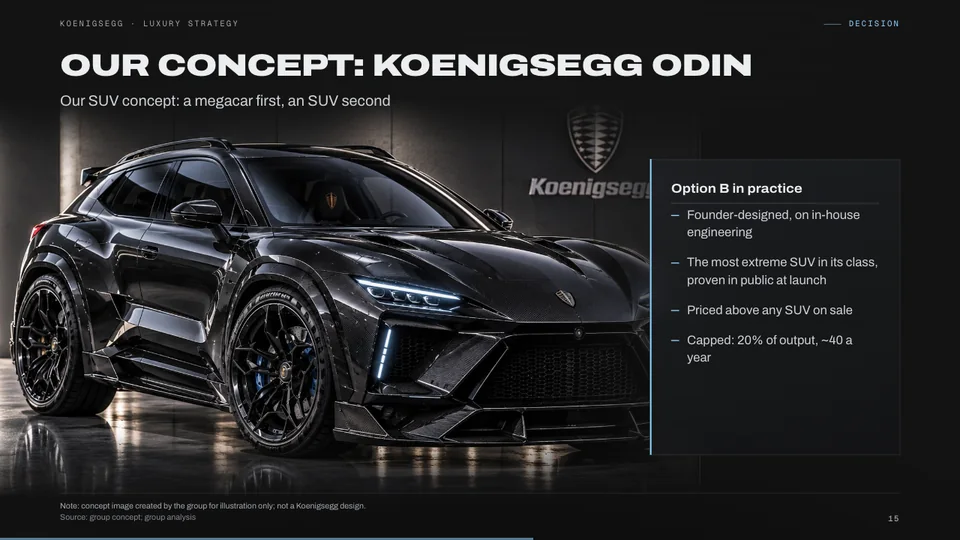 KOENIGSEGG · LUXURY STRATEGY
DECISION
OUR CONCEPT: KOENIGSEGG ODIN
Our SUV concept: a megacar first, an SUV second
Koenigsegg
Option B in practice
– Founder-designed, on in-house
engineering
– The most extreme SUV in its class,
proven in public at launch
– Priced above any SUV on sale
– Capped: 20% of output, ~40 a
year
Note: concept image created by the group for illustration only; not a Koenigsegg design.
Source: group concept; group analysis
15